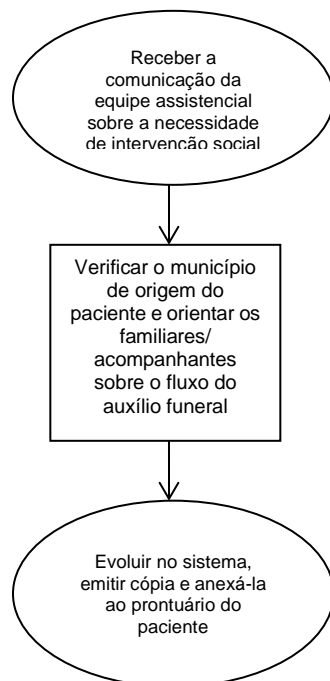 Receber a
comunicação da
equipe assistencial
sobre a necessidade
de intervenção social
Verificar o município
de origem do
paciente e orientar os
familiares/
acompanhantes
sobre o fluxo do
auxílio funeral
Evoluir no sistema,
emitir cópia e anexá-la
ao prontuário do
paciente